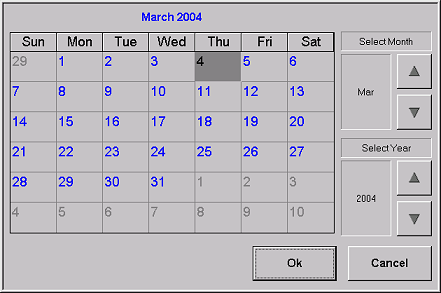 March 2004
Sun Mon Tue Wed Thu Fri Sat
29 1 2 3 4 5 6
7 8 9 10 11 12 13
14 15 16 17 18 19 20
21 22 23 24 25 26 27
28 29 30 31 1 2 3
4 5 6 7 8 9 10
Select Month
Mar
Select Year
2004
Ok Cancel